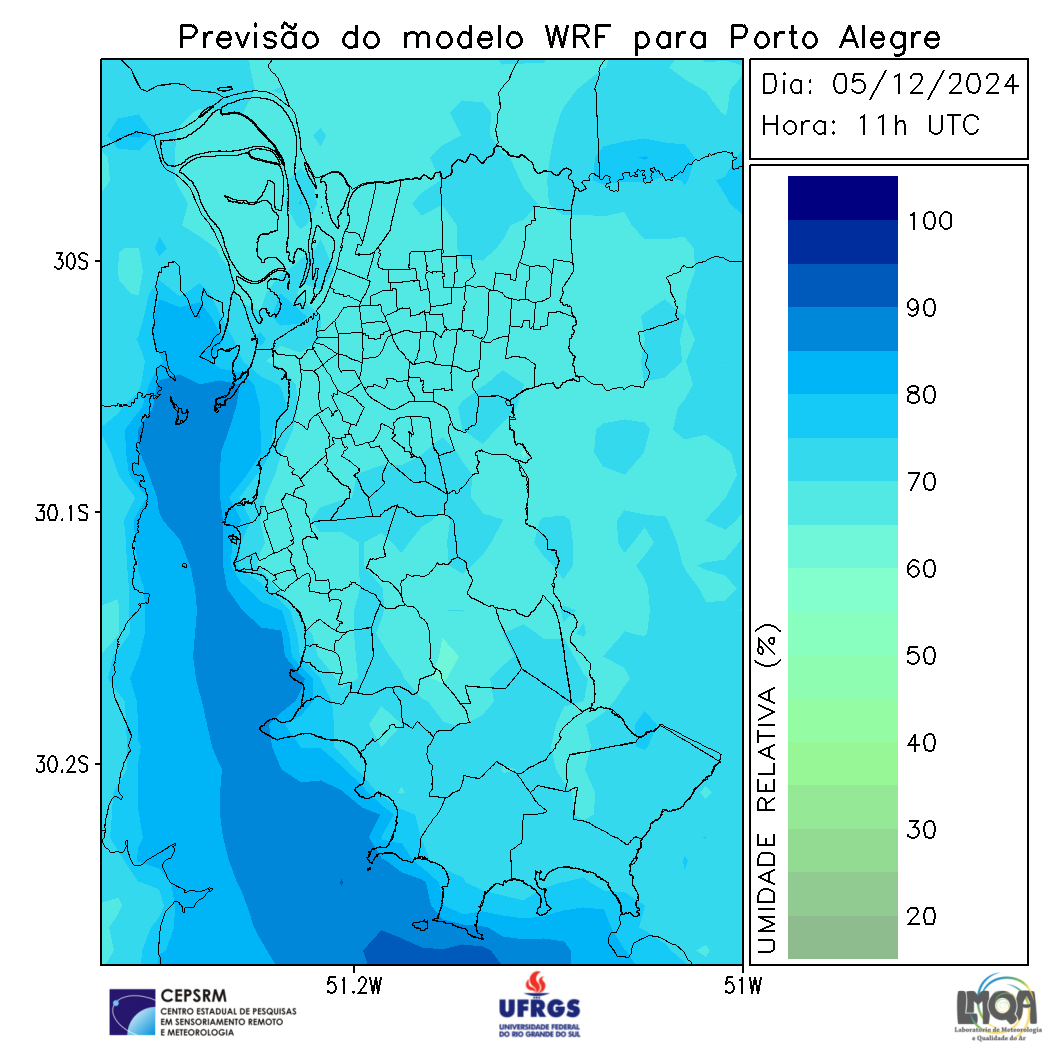 Previsão do modelo WRF para Porto Alegre
Dia: 05/12/2024
Hora: 11h UTC
30S
30.1S
30.2S
51.2W
51W
UMIDADE RELATIVA (%)
100
90
80
70
60
50
40
30
20
CEPSRM
CENTRO ESTADUAL DE PESQUISAS
EM SENSORIAMENTO REMOTO
E METEOROLOGIA
UFRGS
UNIVERSIDADE FEDERAL
DO RIO GRANDE DO SUL
LMQA
Laboratório de Meteorologia
e Qualidade do Ar